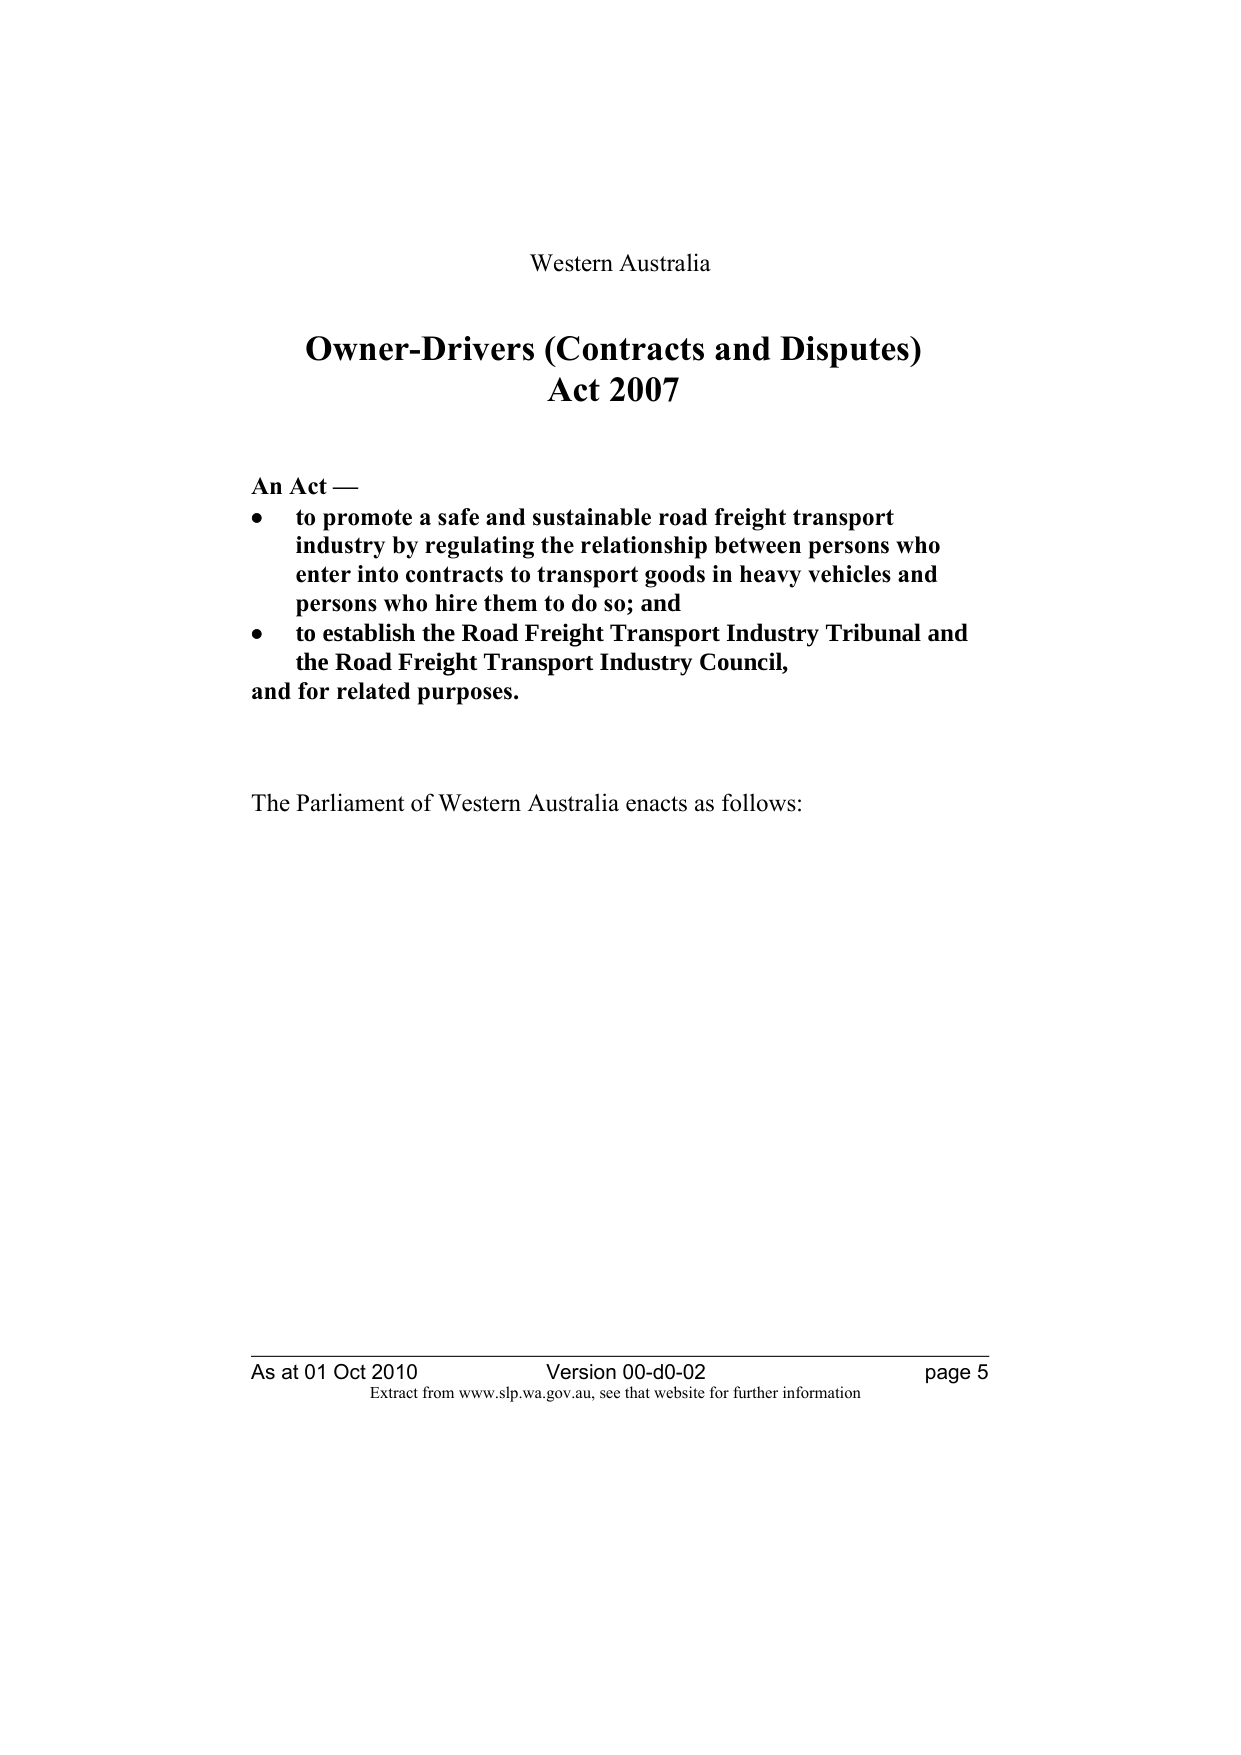 Western Australia
Owner-Drivers (Contracts and Disputes)
Act 2007
An Act —
• to promote a safe and sustainable road freight transport
industry by regulating the relationship between persons who
enter into contracts to transport goods in heavy vehicles and
persons who hire them to do so; and
• to establish the Road Freight Transport Industry Tribunal and
the Road Freight Transport Industry Council,
and for related purposes.
The Parliament of Western Australia enacts as follows:
As at 01 Oct 2010 Version 00-d0-02 page 5
Extract from www.slp.wa.gov.au, see that website for further information